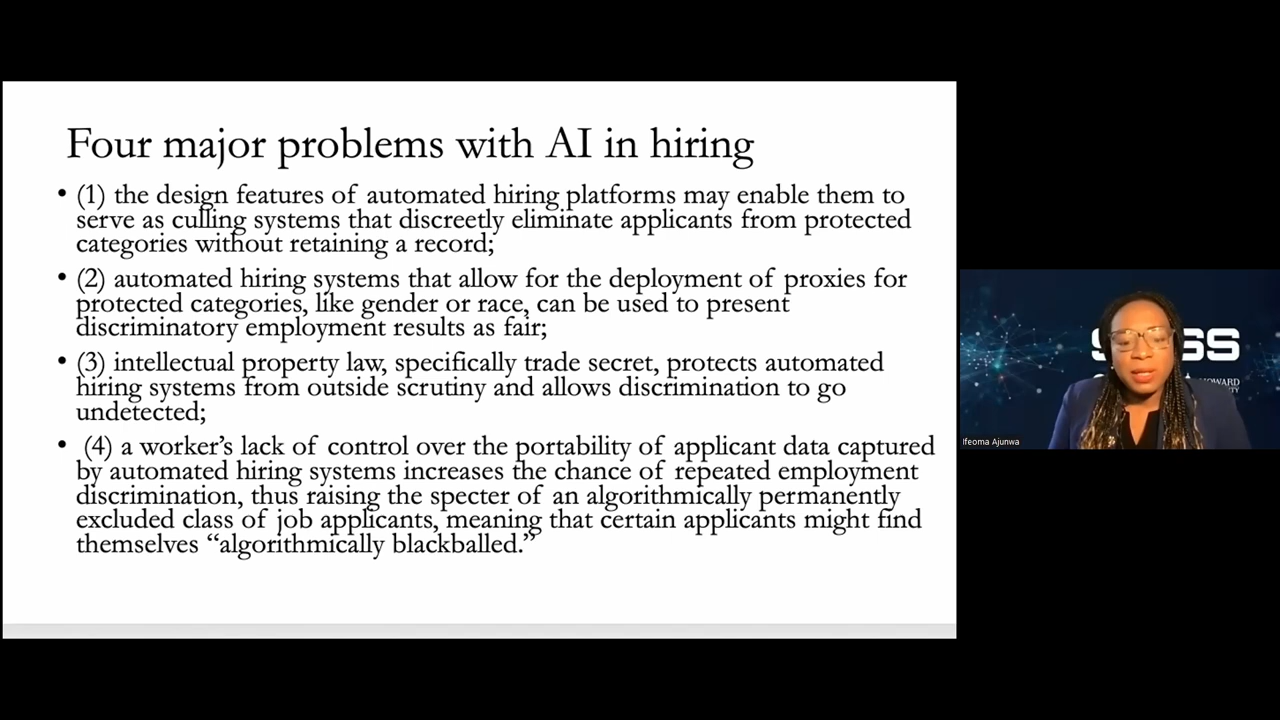 Four major problems with AI in hiring
• (1) the design features of automated hiring platforms may enable them to
serve as culling systems that discreetly eliminate applicants from protected
categories without retaining a record;
• (2) automated hiring systems that allow for the deployment of proxies for
protected categories, like gender or race, can be used to present
discriminatory employment results as fair;
• (3) intellectual property law, specifically trade secret, protects automated
hiring systems from outside scrutiny and allows discrimination to go
undetected;
• (4) a worker’s lack of control over the portability of applicant data captured
by automated hiring systems increases the chance of repeated employment
discrimination, thus raising the specter of an algorithmically permanently
excluded class of job applicants, meaning that certain applicants might find
themselves “algorithmically blackballed.”
Ifeoma Ajunwa